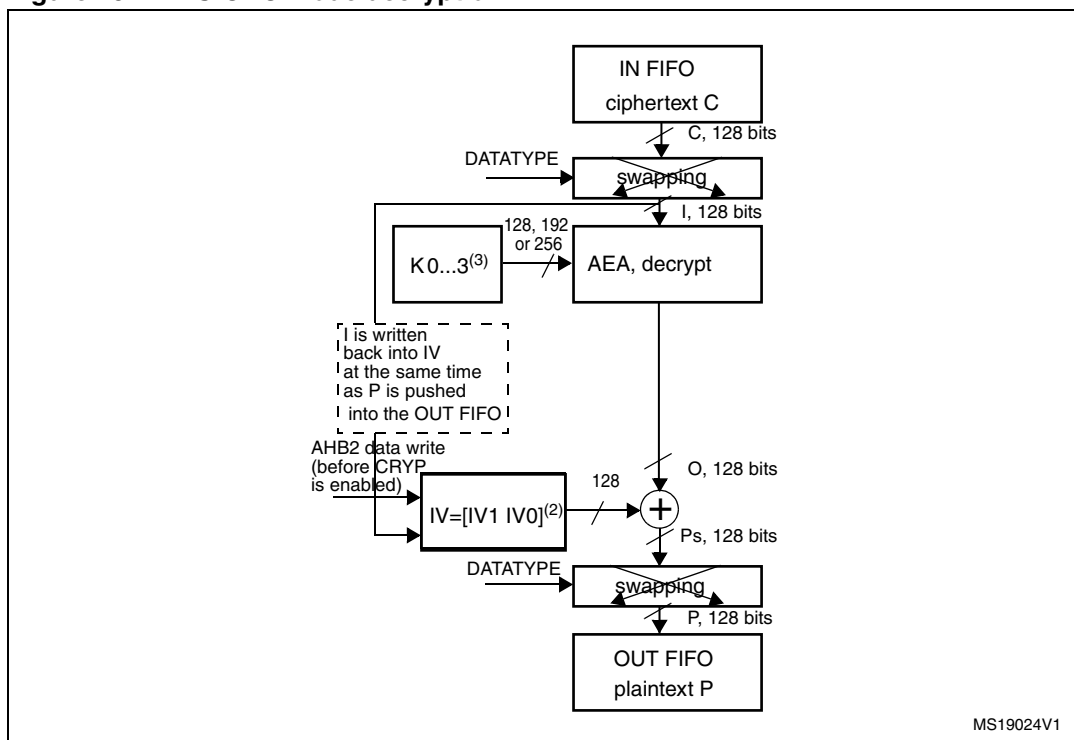 IN FIFO
ciphertext C
C, 128 bits
DATATYPE
swapping
I, 128 bits
128, 192
or 256
K 0...3(3)
AEA, decrypt
I is written
back into IV
at the same time
as P is pushed
into the OUT FIFO
AHB2 data write
(before CRYP
is enabled)
IV=[IV1 IV0](2)
128
O, 128 bits
+
Ps, 128 bits
DATATYPE
swapping
P, 128 bits
OUT FIFO
plaintext P
MS19024V1